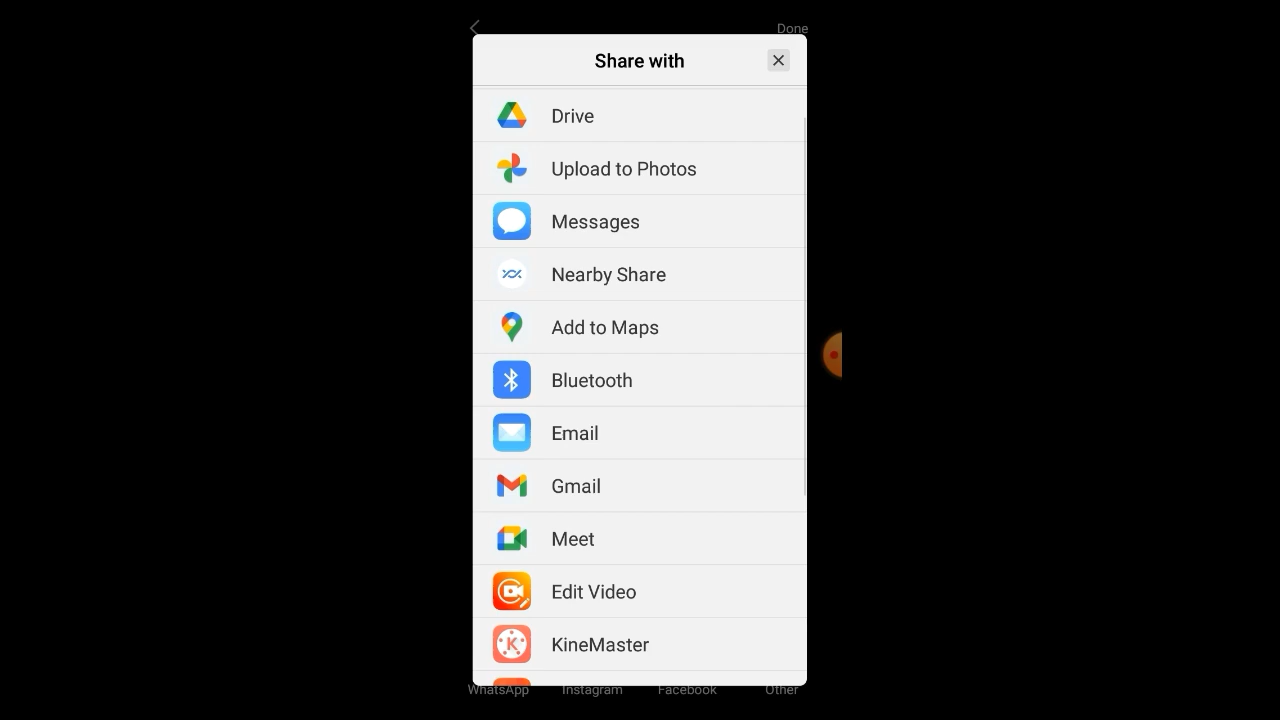 Done
Share with
Drive
Upload to Photos
Messages
Nearby Share
Add to Maps
Bluetooth
Email
Gmail
Meet
Edit Video
K
KineMaster
WhatsApp Instagram Facebook Other